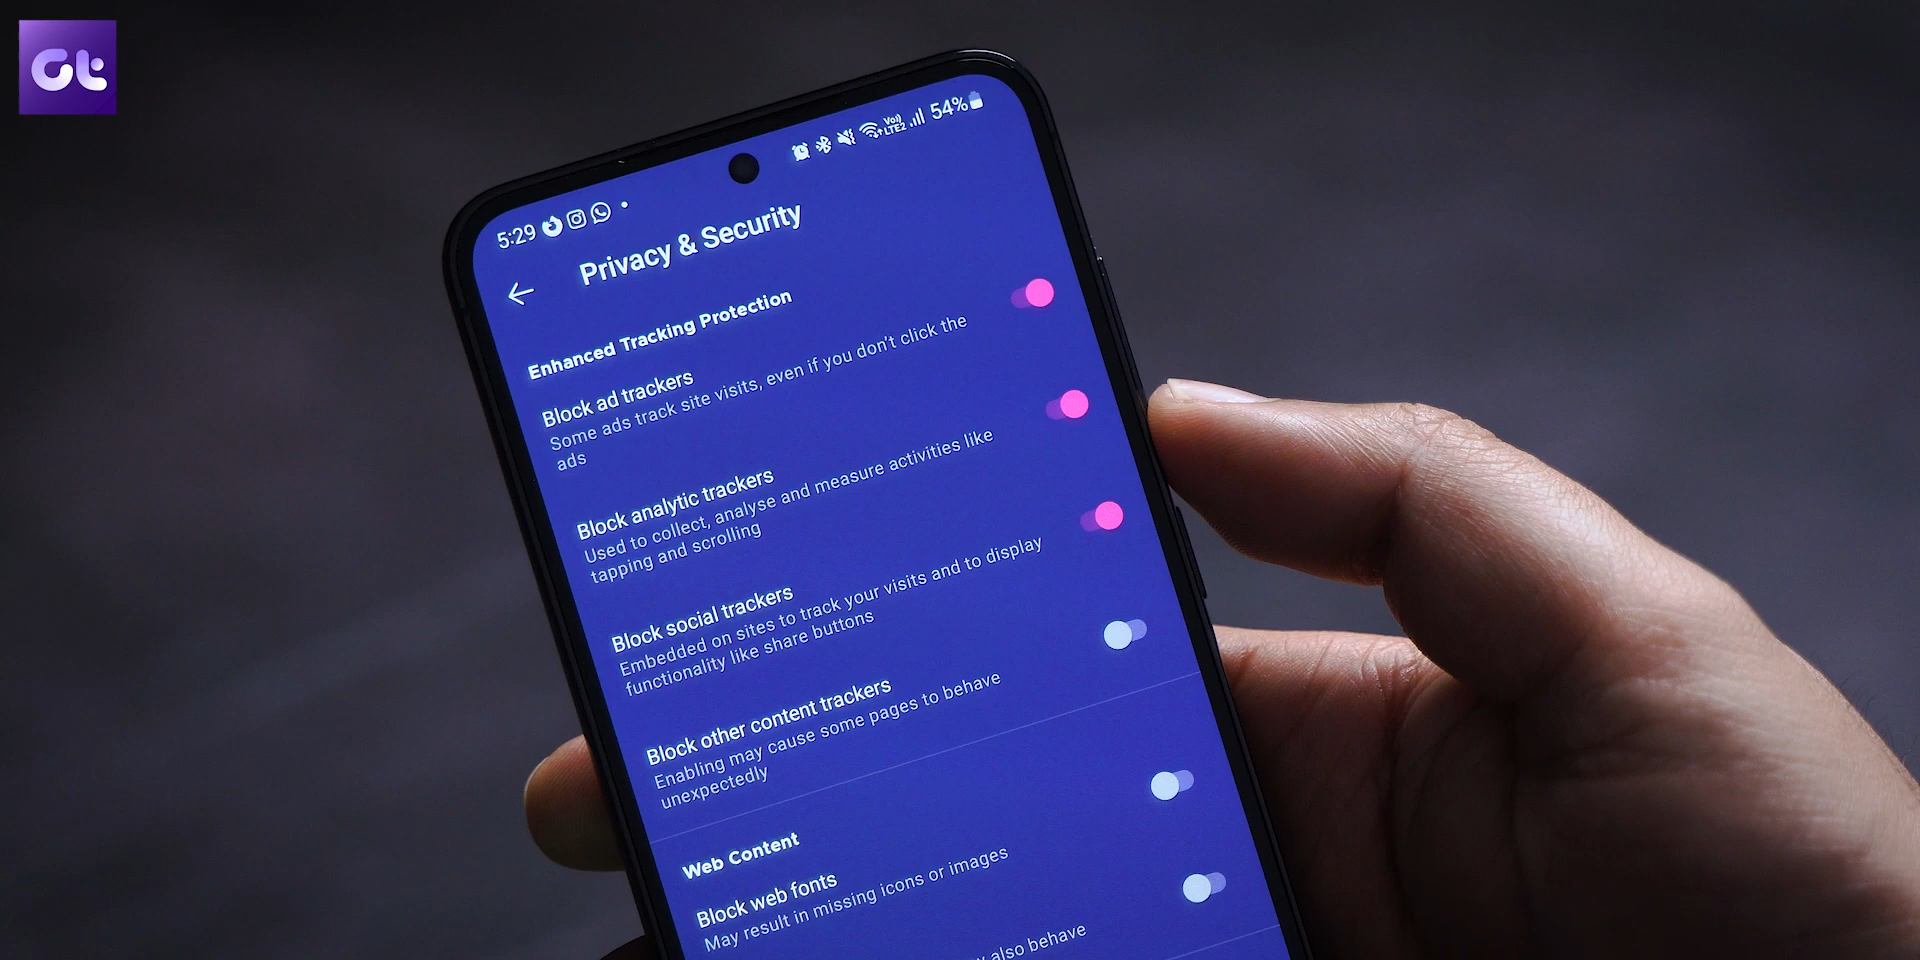 Gt
5:29
Vo))
LTE2
54%
Privacy & Security
Enhanced Tracking Protection
Block ad trackers
Some ads track site visits, even if you don't click the
ads
Block analytic trackers
Used to collect, analyse and measure activities like
tapping and scrolling
Block social trackers
Embedded on sites to track your visits and to display
functionality like share buttons
Block other content trackers
Enabling may cause some pages to behave
unexpectedly
Web Content
Block web fonts
May result in missing icons or images
also behave